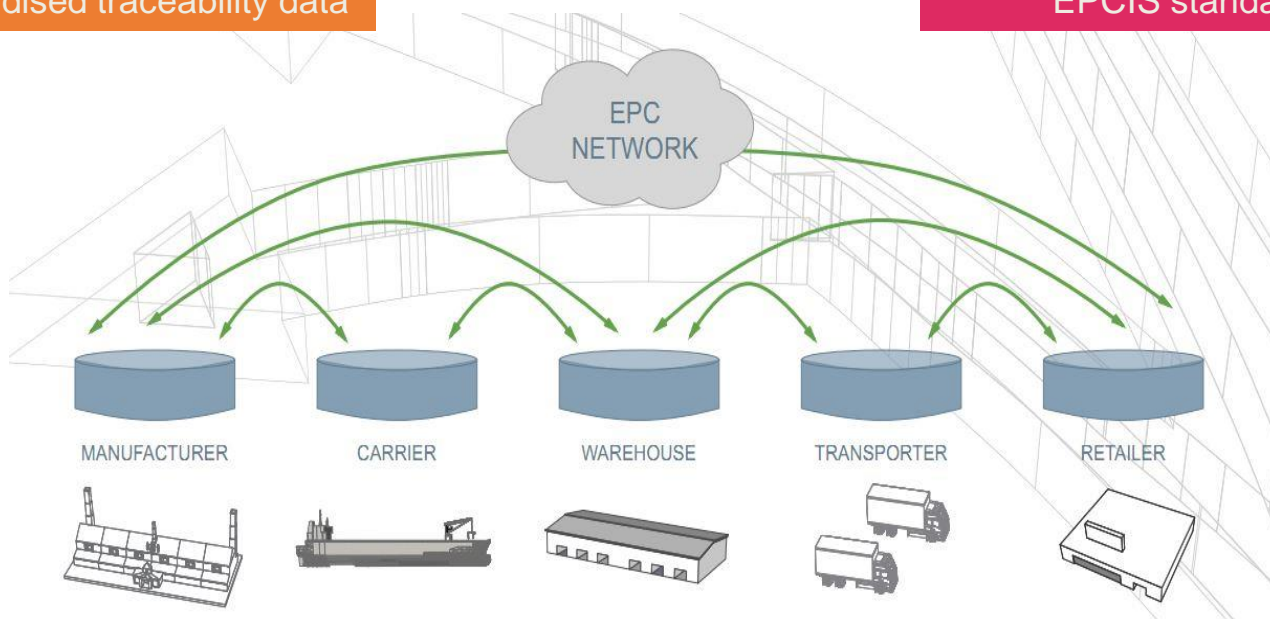 dised traceability data
EPCIS standa
EPC
NETWORK
MANUFACTURER
CARRIER
WAREHOUSE
TRANSPORTER
RETAILER